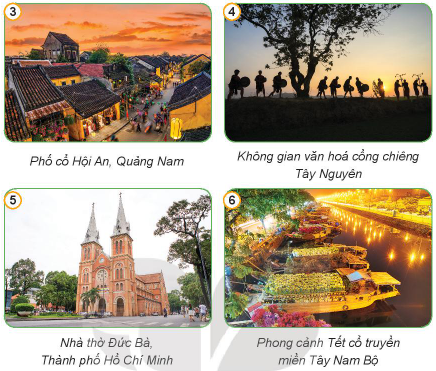 3
4
Phố cổ Hội An, Quảng Nam
Không gian văn hoá cồng chiêng
Tây Nguyên
5
6
Nhà thờ Đức Bà,
Thành phố Hồ Chí Minh
Phong cảnh Tết cổ truyền
miền Tây Nam Bộ